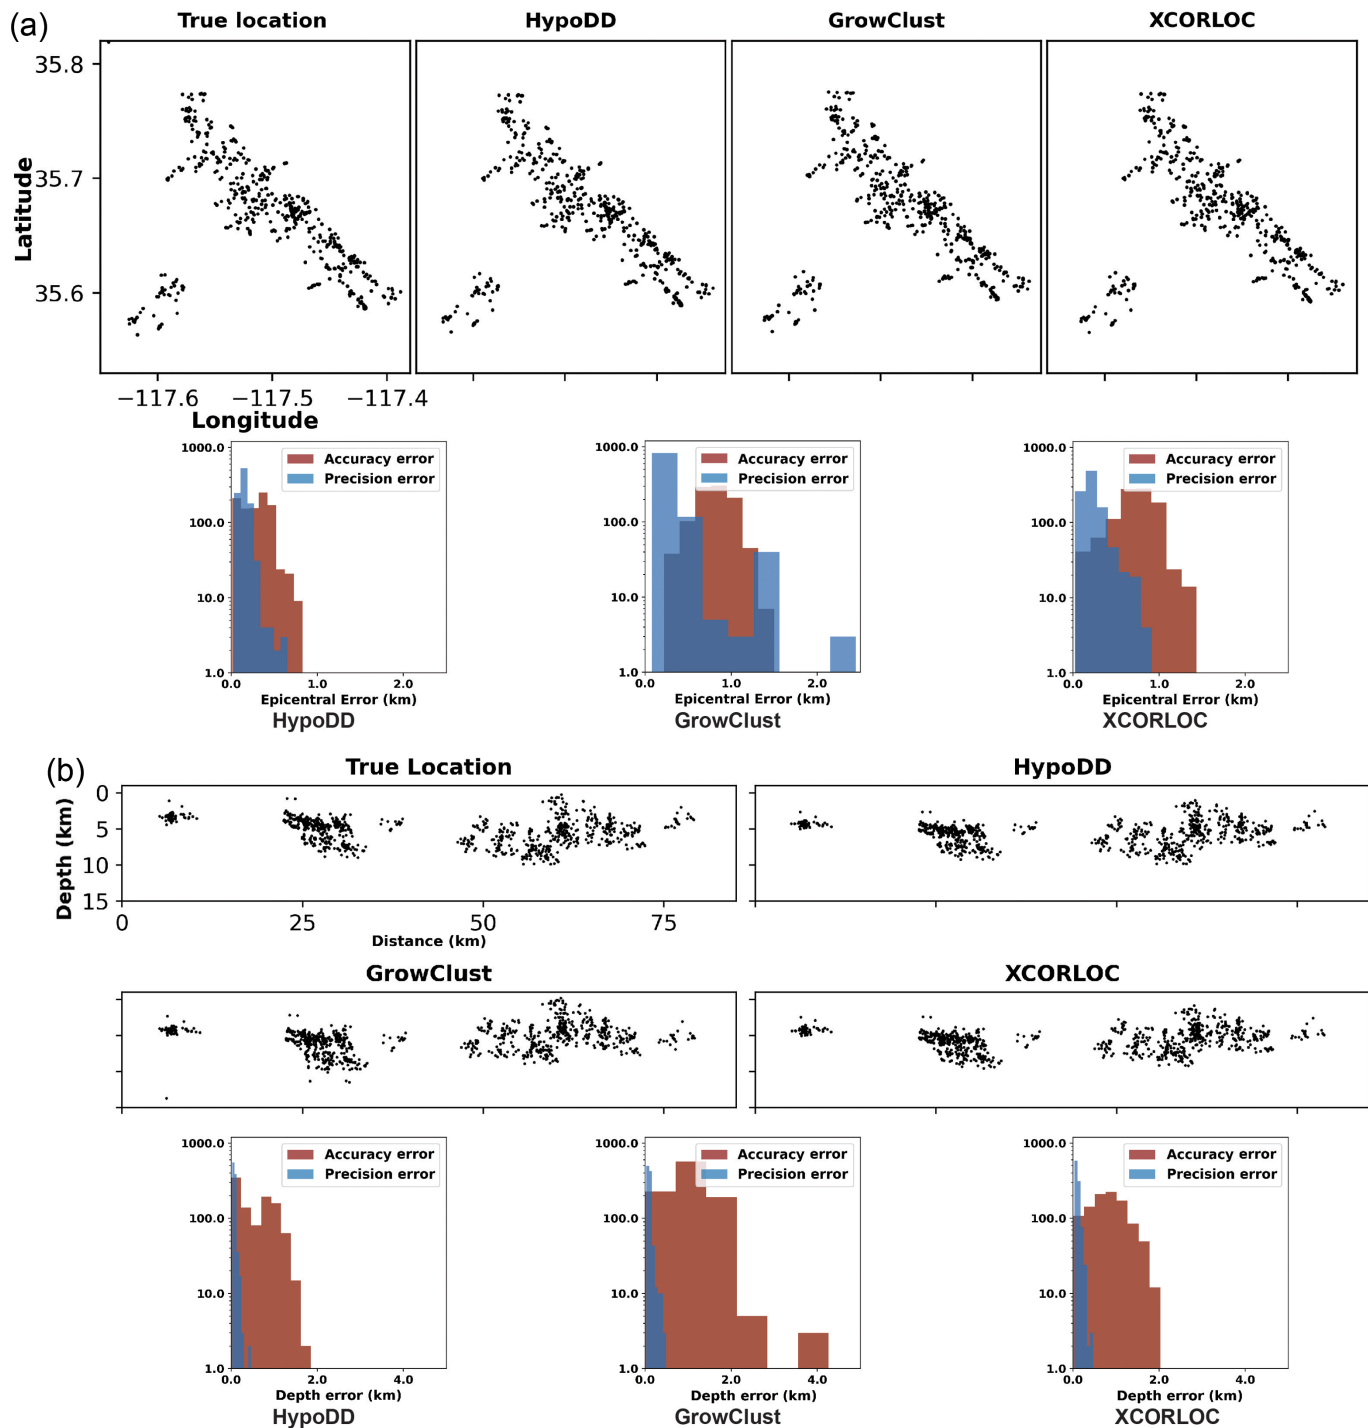 (a)
True location HypoDD GrowClust XCORLOC
35.8
35.7
35.6
Latitude
−117.6 −117.5 −117.4
Longitude
1000.0
100.0
10.0
1.0
Accuracy error
Precision error
0.0 1.0 2.0
Epicentral Error (km)
HypoDD
1000.0
100.0
10.0
1.0
Accuracy error
Precision error
0.0 1.0 2.0
Epicentral Error (km)
GrowClust
1000.0
100.0
10.0
1.0
Accuracy error
Precision error
0.0 1.0 2.0
Epicentral Error (km)
XCORLOC
(b)
True Location HypoDD
0
5
10
15
Depth (km)
0 25 50 75
Distance (km)
GrowClust XCORLOC
1000.0
100.0
10.0
1.0
Accuracy error
Precision error
0.0 2.0 4.0
Depth error (km)
HypoDD
1000.0
100.0
10.0
1.0
Accuracy error
Precision error
0.0 2.0 4.0
Depth error (km)
GrowClust
1000.0
100.0
10.0
1.0
Accuracy error
Precision error
0.0 2.0 4.0
Depth error (km)
XCORLOC